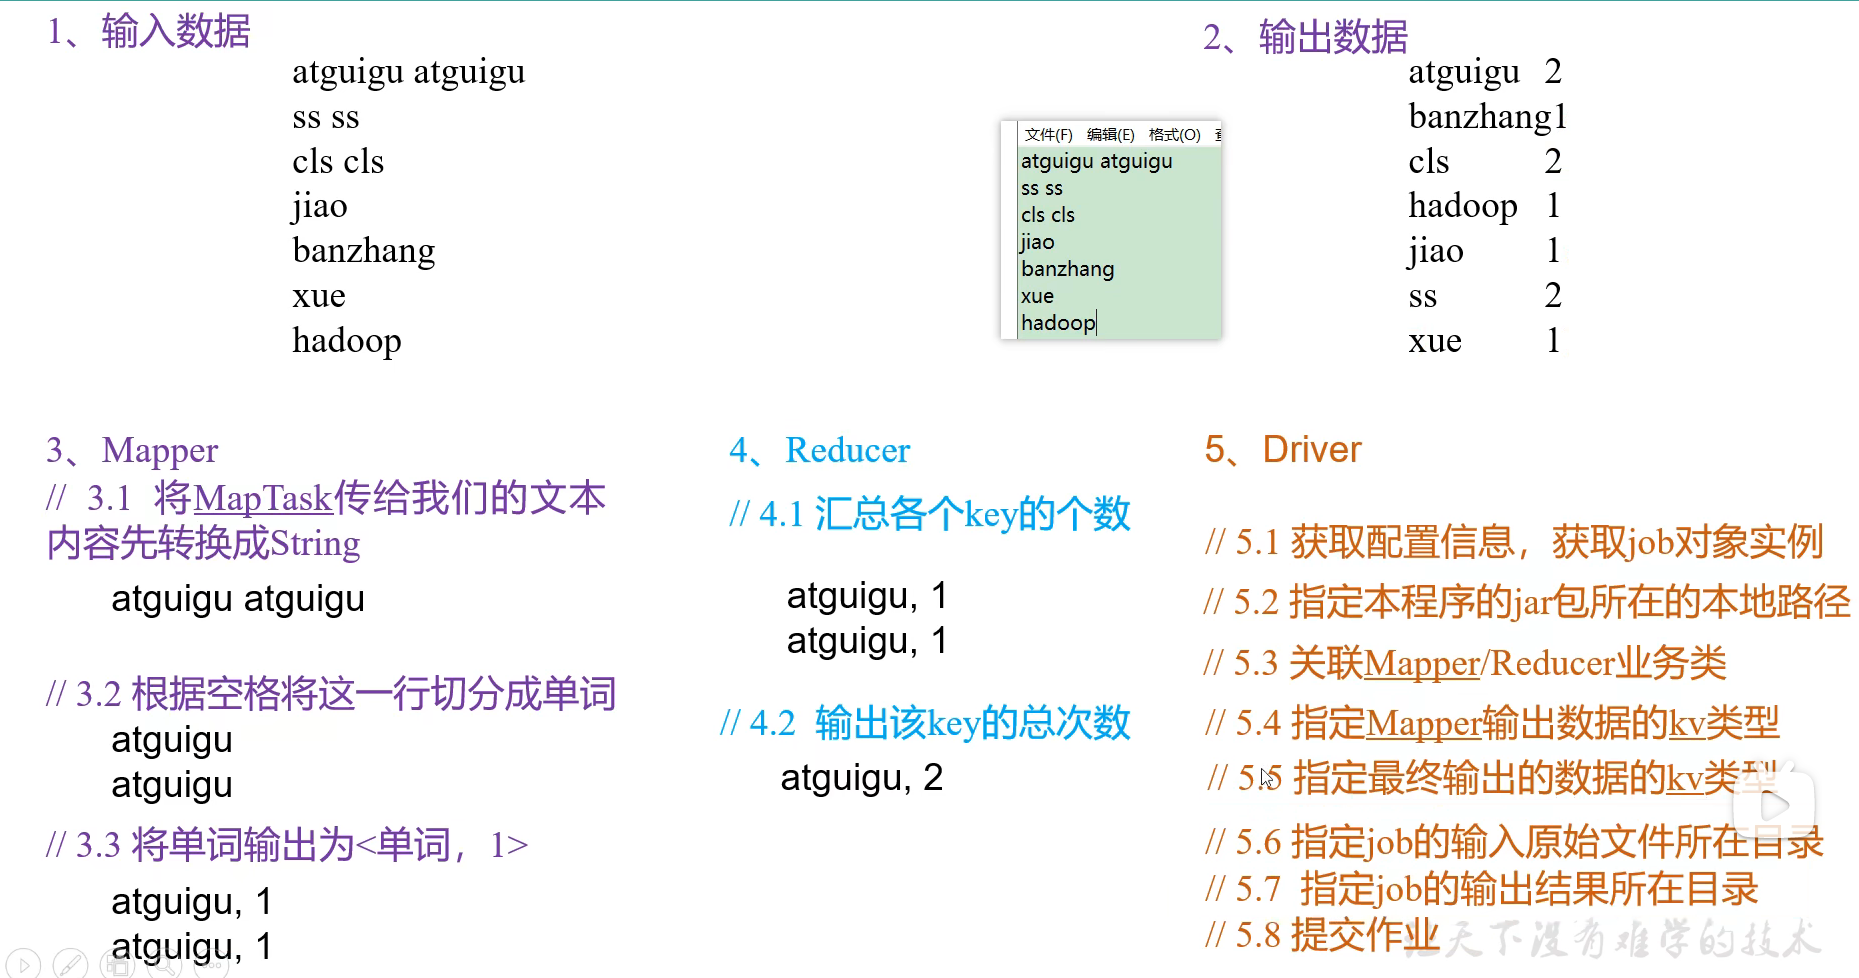 1、输入数据
atguigu atguigu
ss ss
cls cls
jiao
banzhang
xue
hadoop
文件(F) 编辑(E) 格式(O)
atguigu atguigu
ss ss
cls cls
jiao
banzhang
xue
hadoop
2、输出数据
atguigu 2
banzhang1
cls 2
hadoop 1
jiao 1
ss 2
xue 1
3、Mapper
// 3.1 将MapTask传给我们的文本
内容先转换成String
atguigu atguigu
// 3.2 根据空格将这一行切分成单词
atguigu
atguigu
// 3.3 将单词输出为<单词，1>
atguigu, 1
atguigu, 1
4、Reducer
// 4.1 汇总各个key的个数
atguigu, 1
atguigu, 1
// 4.2 输出该key的总次数
atguigu, 2
5、Driver
// 5.1 获取配置信息，获取job对象实例
// 5.2 指定本程序的jar包所在的本地路径
// 5.3 关联Mapper/Reducer业务类
// 5.4 指定Mapper输出数据的kv类型
// 5.5 指定最终输出的数据的kv类型
// 5.6 指定job的输入原始文件所在目录
// 5.7 指定job的输出结果所在目录
// 5.8 提交作业
天下没有难学的技术